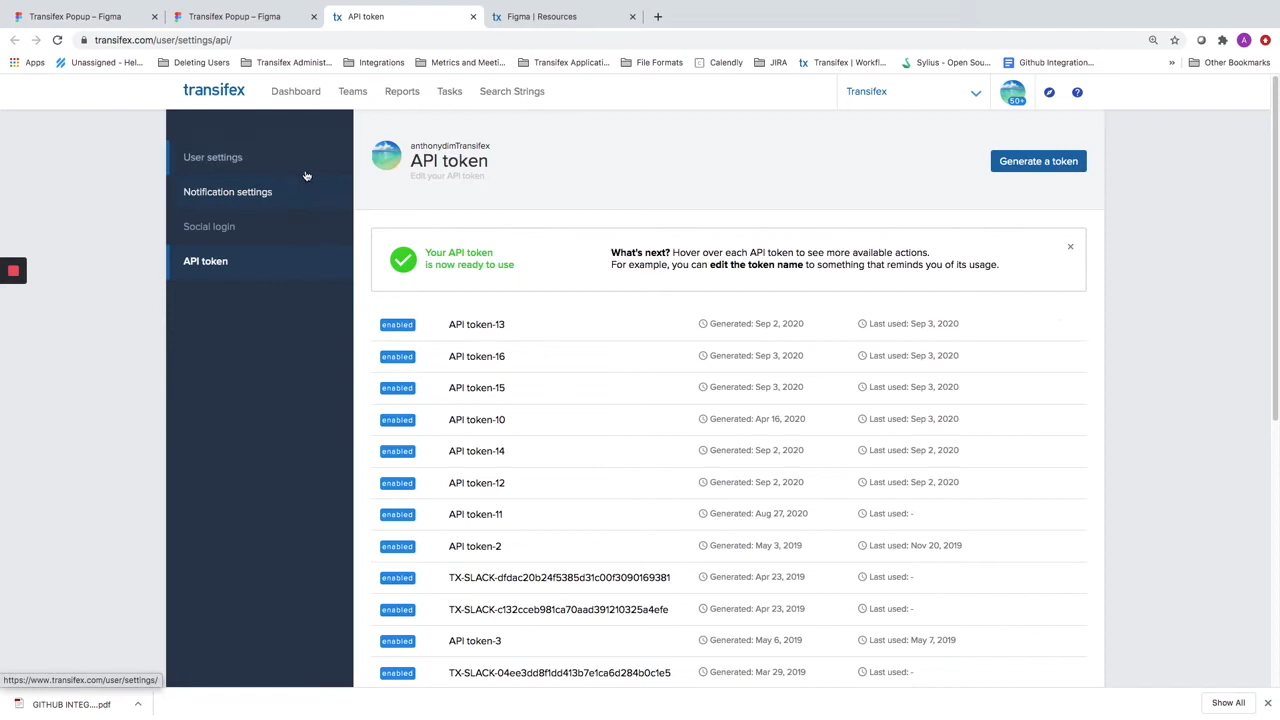 Transifex Popup – Figma
Transifex Popup – Figma
API token
Figma | Resources
transifex.com/user/settings/api/
A
Apps
Unassigned - Hel...
Deleting Users
Transifex Administ...
Integrations
Metrics and Meeti...
Transifex Applicati...
File Formats
Calendly
JIRA
Transifex | Workfl...
Sylius - Open Sou...
Github Integration...
»
Other Bookmarks
transifex
Dashboard
Teams
Reports
Tasks
Search Strings
Transifex
50+
User settings
Notification settings
Social login
API token
anthonydimTransifex
API token
Edit your API token
Generate a token
Your API token
is now ready to use
What's next? Hover over each API token to see more available actions.
For example, you can edit the token name to something that reminds you of its usage.
enabled API token-13 Generated: Sep 2, 2020 Last used: Sep 3, 2020
enabled API token-16 Generated: Sep 3, 2020 Last used: Sep 3, 2020
enabled API token-15 Generated: Sep 3, 2020 Last used: Sep 3, 2020
enabled API token-10 Generated: Apr 16, 2020 Last used: Sep 3, 2020
enabled API token-14 Generated: Sep 2, 2020 Last used: Sep 2, 2020
enabled API token-12 Generated: Sep 2, 2020 Last used: Sep 2, 2020
enabled API token-11 Generated: Aug 27, 2020 Last used: -
enabled API token-2 Generated: May 3, 2019 Last used: Nov 20, 2019
enabled TX-SLACK-dfdac20b24f5385d31c00f309016d381 Generated: Apr 23, 2019 Last used: -
enabled TX-SLACK-c132cceb981ca70aad391210325a4efe Generated: Apr 23, 2019 Last used: -
enabled API token-3 Generated: May 6, 2019 Last used: May 7, 2019
enabled TX-SLACK-04ee3dd8f1dd413b7e1ca6d284b0c1e5 Generated: Mar 29, 2019 Last used: -
https://www.transifex.com/user/settings/
GITHUB INTEG....pdf
Show All